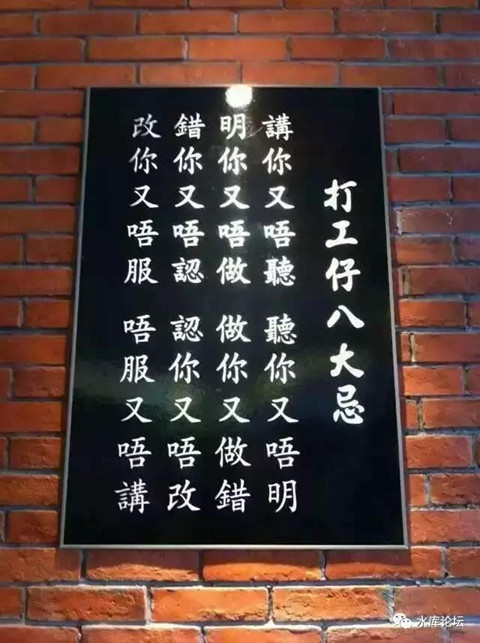 打工仔八大忌
講你又唔聽 聽你又唔明
明你又唔做 做你又做錯
錯你又唔認 認你又唔改
改你又唔服 唔服又唔講
水库论坛